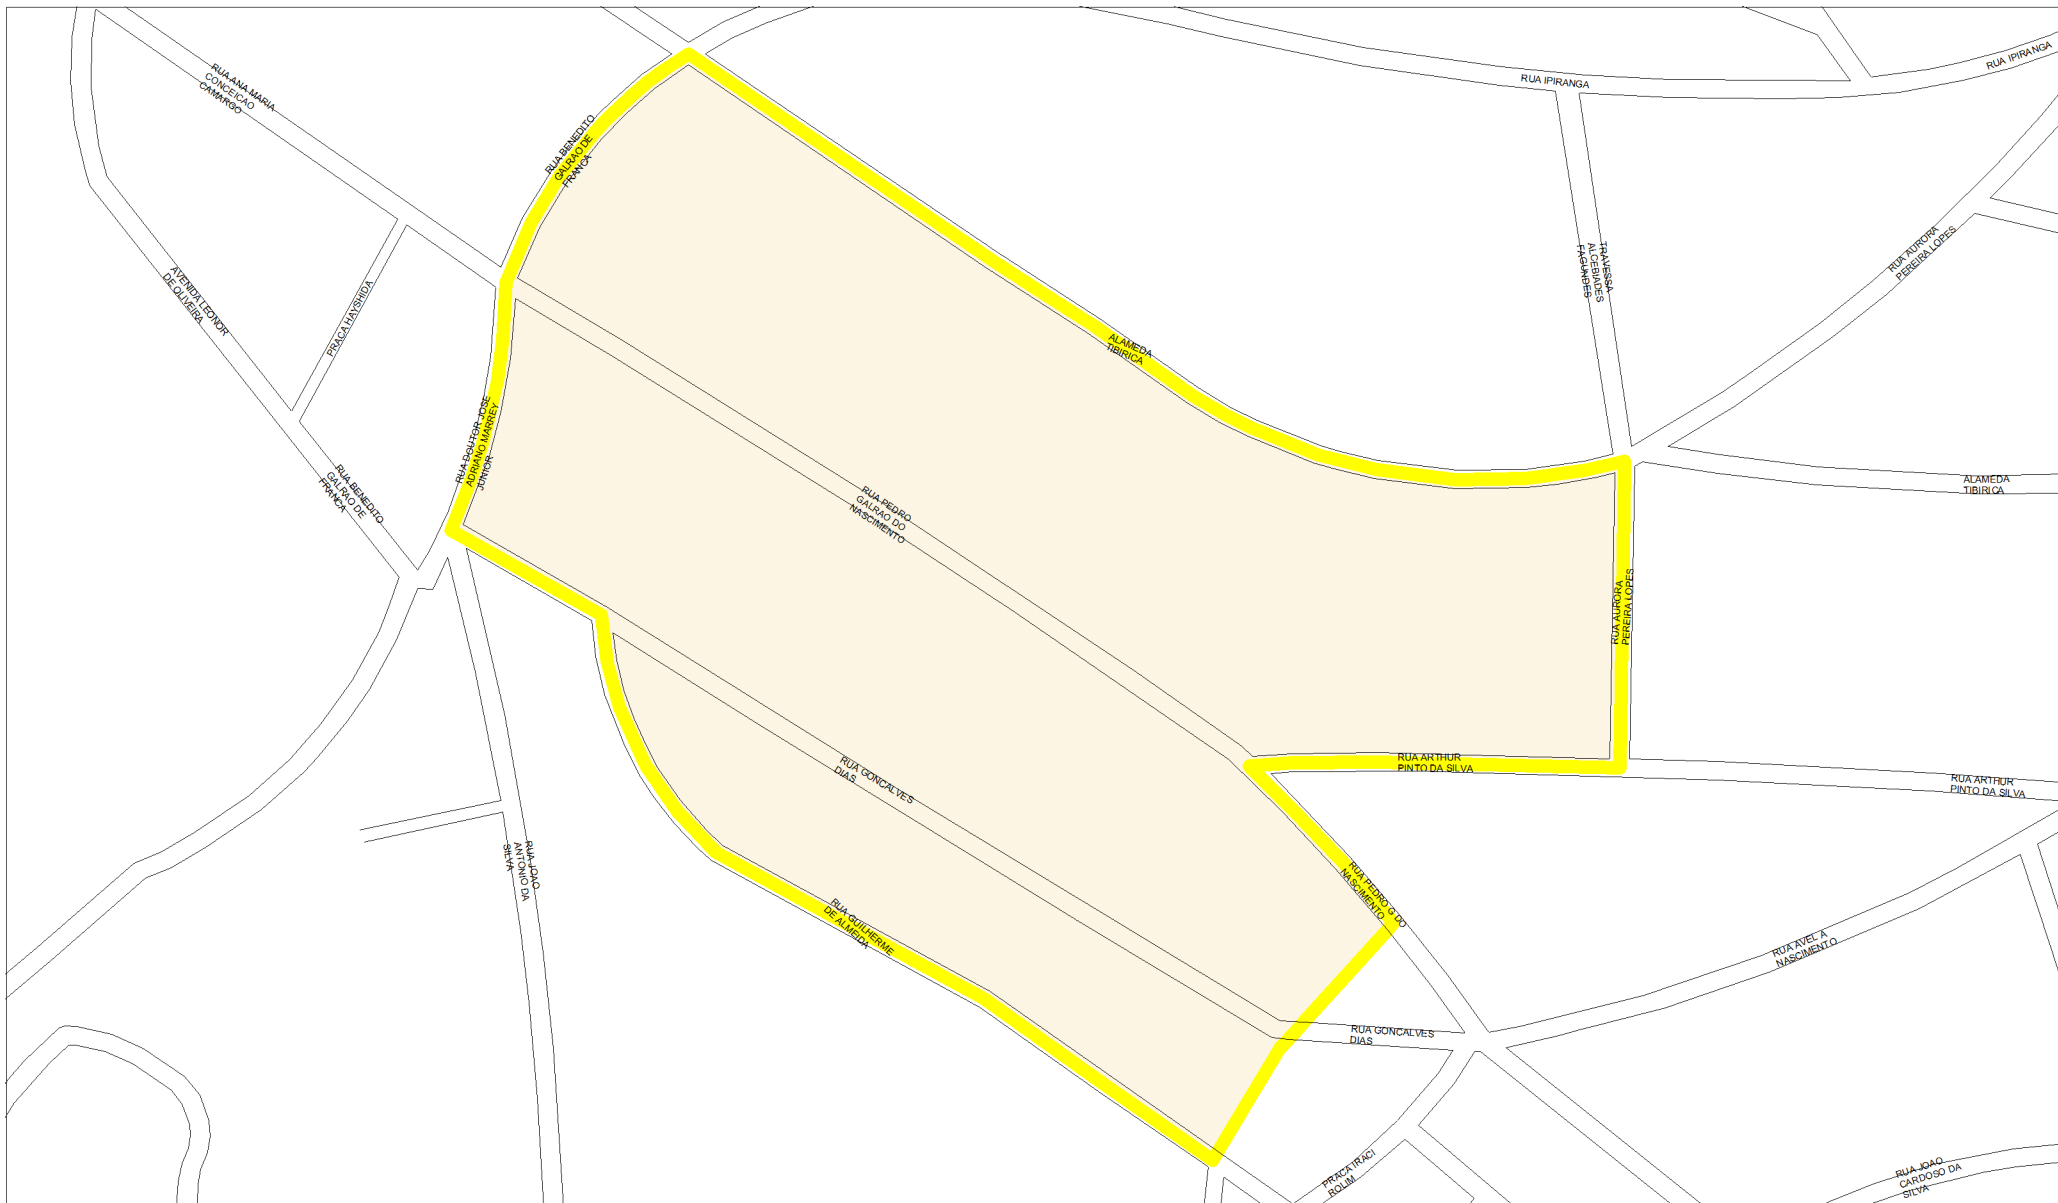 RUA IPIRANGA
RUA IPIRANGA
RUA ANA MARIA
CONCEICAO
CAMARGO
RUA BENEDITO
GALRAO DE
FRANCA
AVENIDA LEONOR
DE OLIVEIRA
PRACA HAYSHIDA
TRAVESSA
ALCEBIADES
FAGUNDES
RUA AURORA
PEREIRA LOPES
ALAMEDA
TIBIRICA
RUA DOUTOR JOSE
ADRIANO MARREY
JUNIOR
RUA BENEDITO
GALRAO DE
FRANCA
RUA PEDRO
GALRAO DO
NASCIMENTO
ALAMEDA
TIBIRICA
RUA AURORA
PEREIRA LOPES
RUA ARTHUR
PINTO DA SILVA
RUA ARTHUR
PINTO DA SILVA
RUA GONCALVES
DIAS
RUA JOAO
ANTONIO DA
SILVA
RUA GUILHERME
DE ALMEIDA
RUA PEDRO G DO
NASCIMENTO
RUA AVEL A
NASCIMENTO
RUA GONCALVES
DIAS
PRACA IRACI
ROLIM
RUA JOAO
CARDOSO DA
SILVA